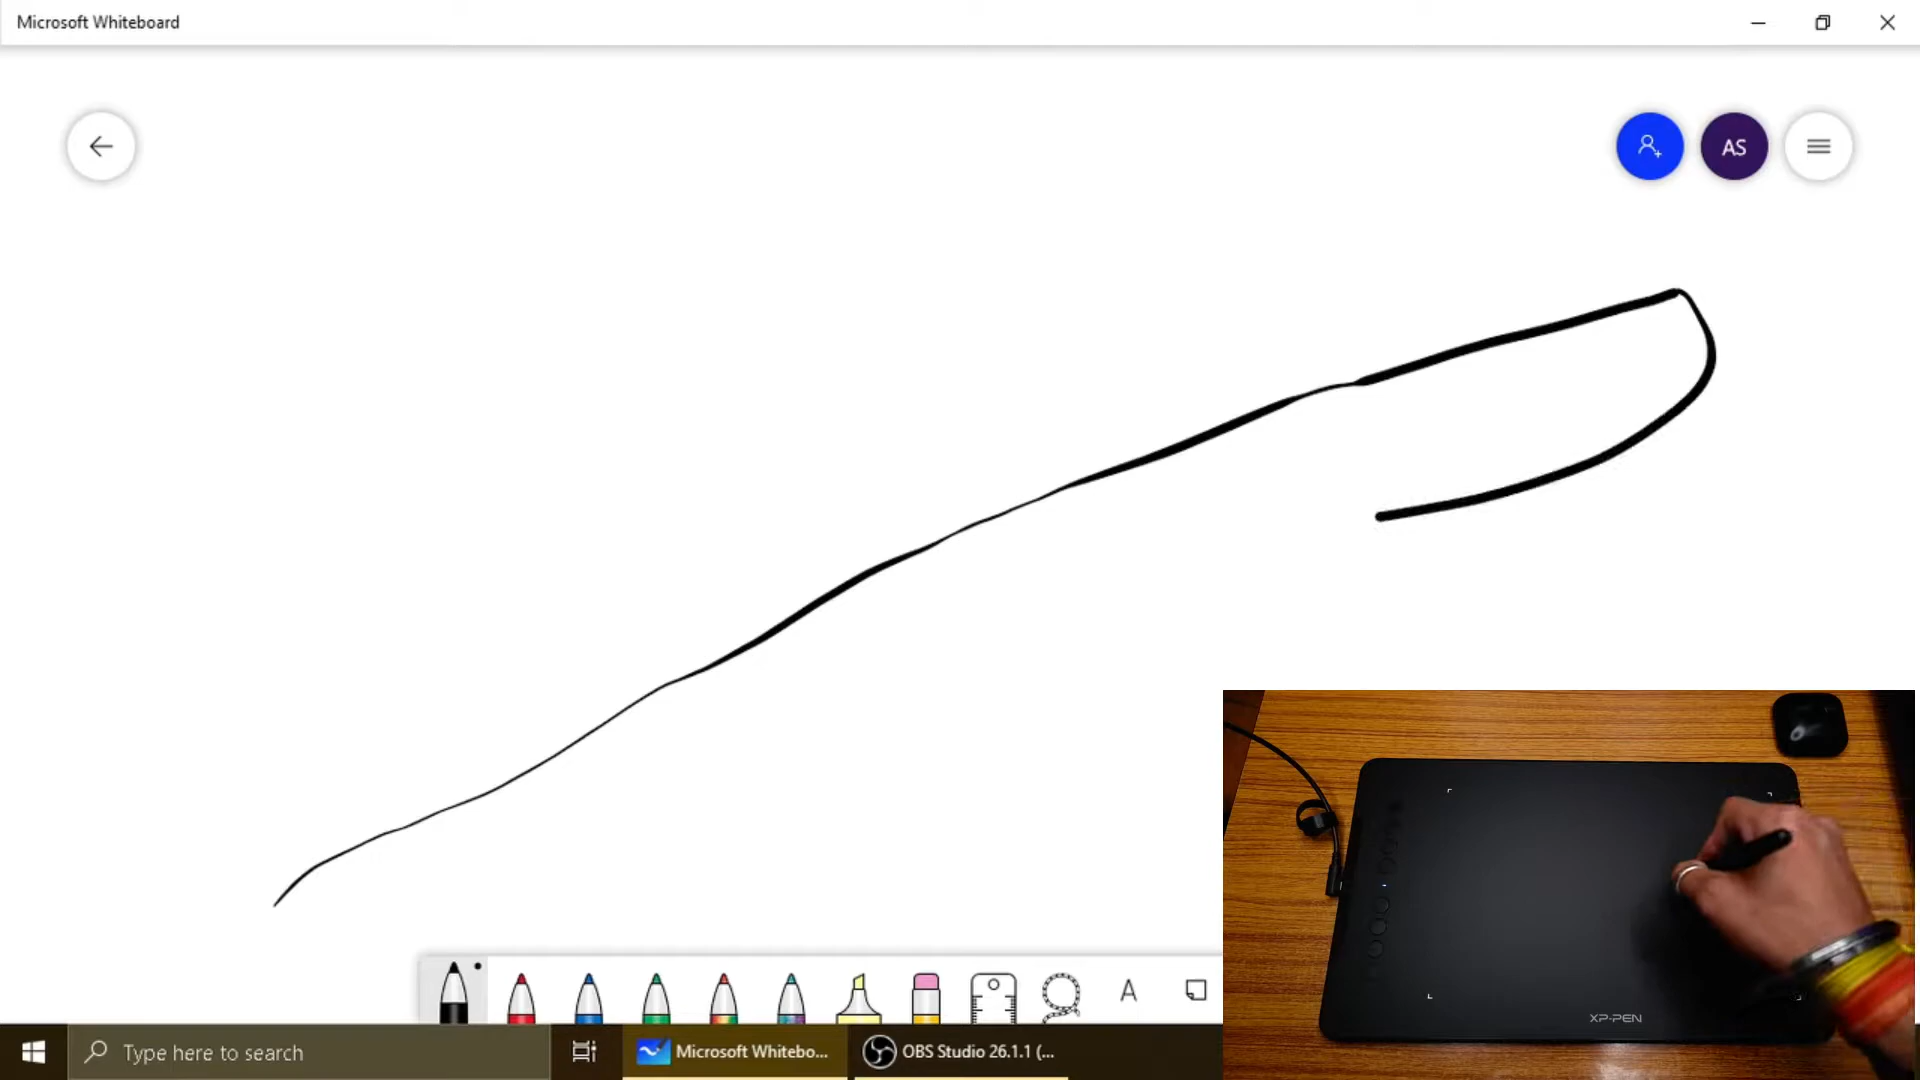 Microsoft Whiteboard
AS
A
XP-PEN
Type here to search
Microsoft Whitebo...
OBS Studio 26.1.1 (...